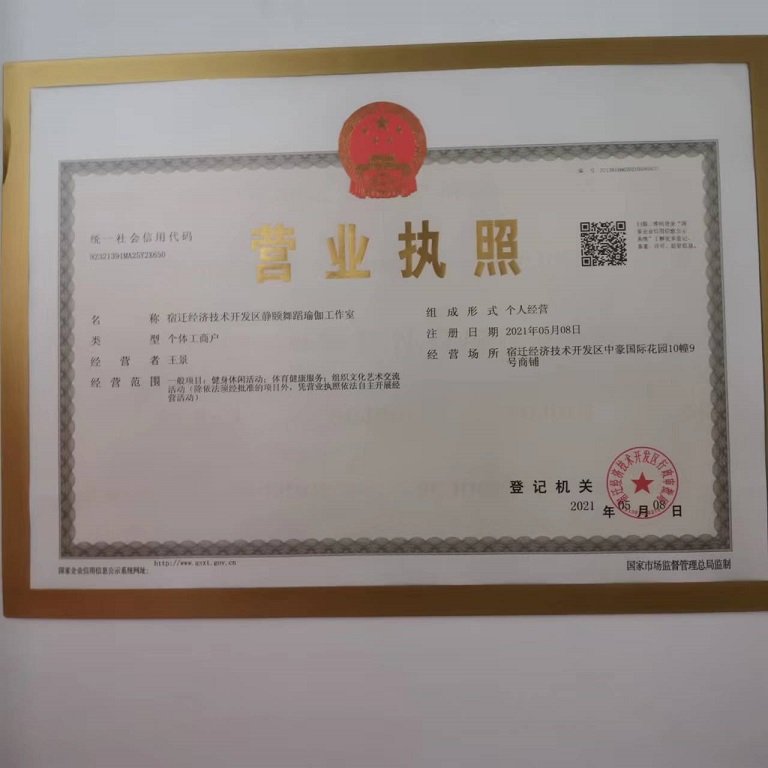 统一社会信用代码
92321391MA25Y2X650
营业执照
名 称 宿迁经济技术开发区静颐舞蹈瑜伽工作室
类 型 个体工商户
经 营 者 王景
经 营 范 围 一般项目:健身休闲活动;体育健康服务;组织文化艺术交流
活动(除依法须经批准的项目外,凭营业执照依法自主开展经
营活动)
组 成 形 式 个人经营
注 册 日 期 2021年05月08日
经 营 场 所 宿迁经济技术开发区中豪国际花园10幢9
号商铺
登 记 机 关
2021 年 05 月 08 日
国家企业信用信息公示系统网址: http://www.gsxt.gov.cn
国家市场监督管理总局监制